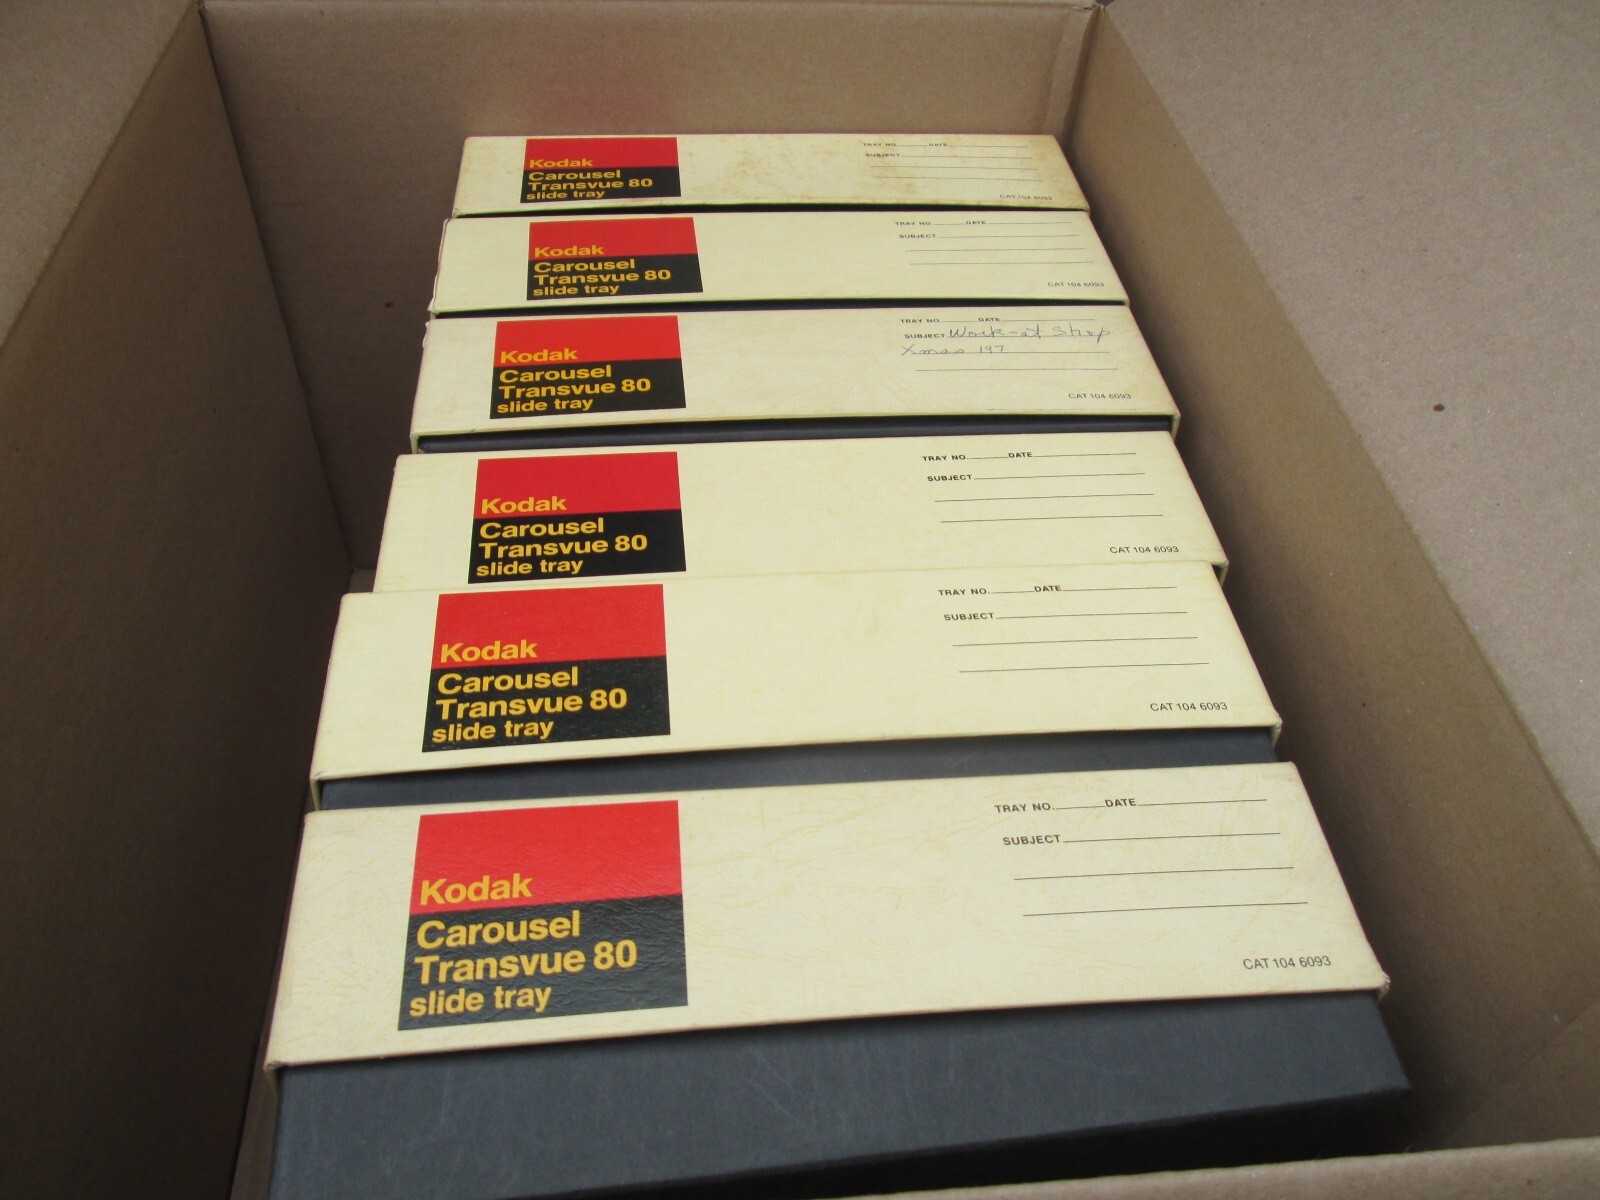 Kodak
Carousel
Transvue 80
slide tray
TRAY NO. DATE
SUBJECT
CAT 104 6093
Kodak
Carousel
Transvue 80
slide tray
TRAY NO. DATE
SUBJECT
CAT 104 6093
Kodak
Carousel
Transvue 80
slide tray
TRAY NO. DATE
SUBJECT Work-at Shop
Xmas 197
CAT 104 6093
Kodak
Carousel
Transvue 80
slide tray
TRAY NO. DATE
SUBJECT
CAT 104 6093
Kodak
Carousel
Transvue 80
slide tray
TRAY NO. DATE
SUBJECT
CAT 104 6093
Kodak
Carousel
Transvue 80
slide tray
TRAY NO. DATE
SUBJECT
CAT 104 6093